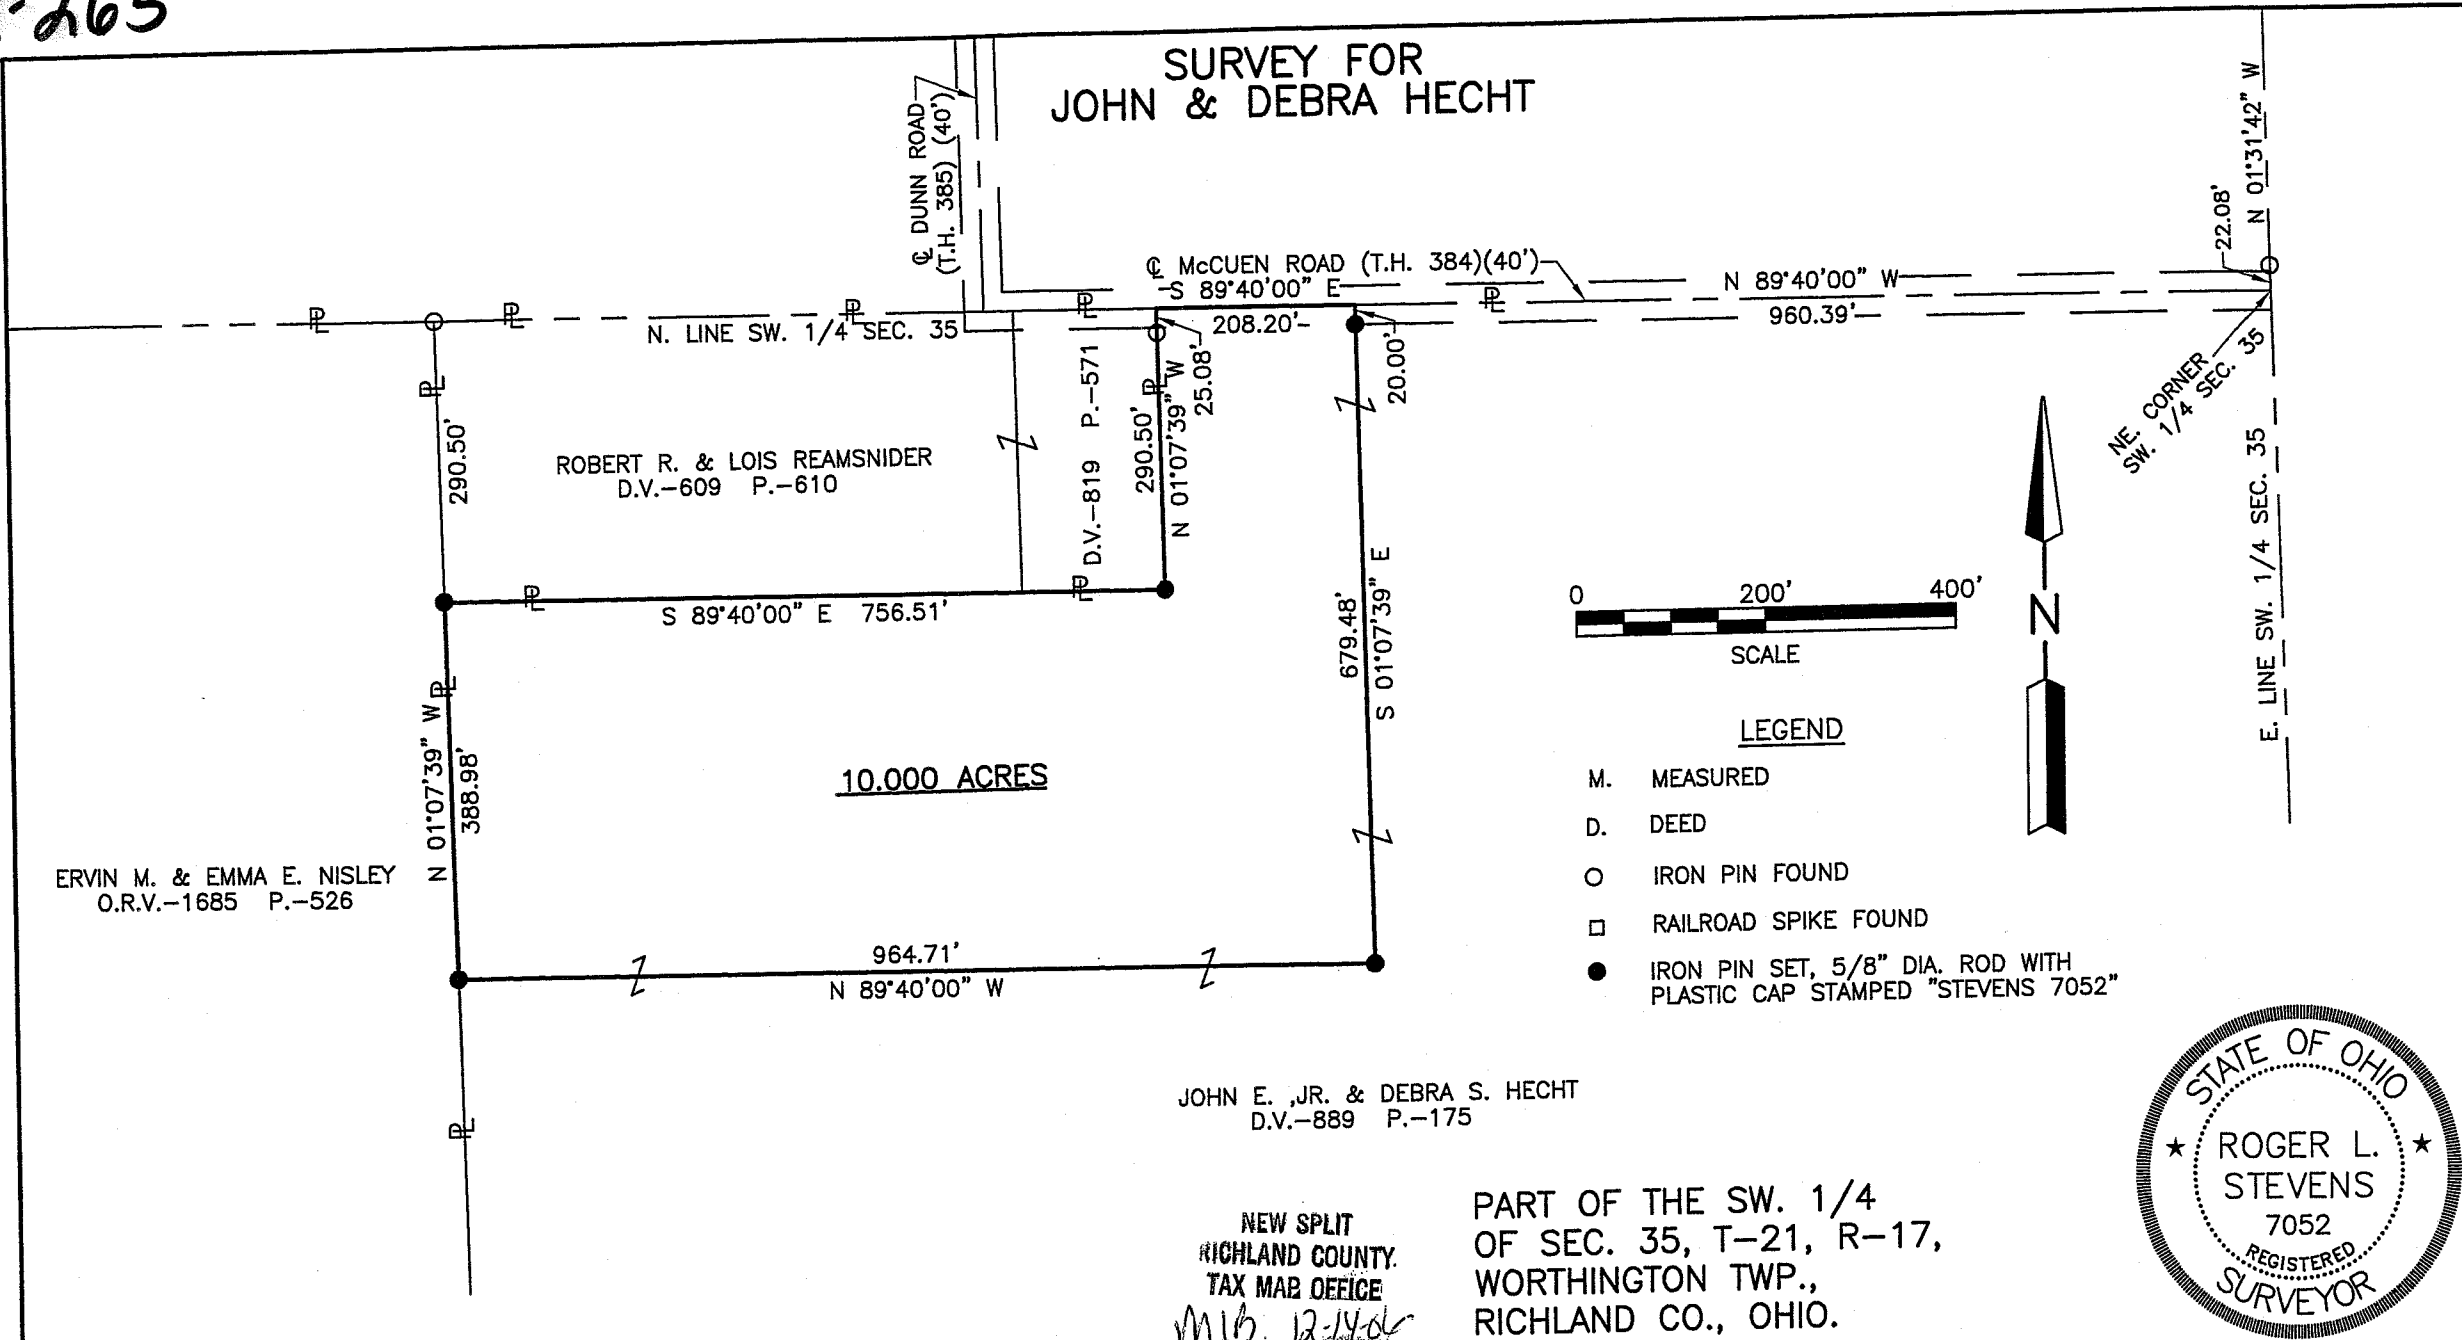 -265
SURVEY FOR
JOHN & DEBRA HECHT
℄ DUNN ROAD
(T.H. 385) (40')
℄ McCUEN ROAD (T.H. 384)(40')
S 89°40'00" E
208.20'
N 89°40'00" W
960.39'
22.08'
N 01°31'42" W
NE. CORNER
SW. 1/4 SEC. 35
E. LINE SW. 1/4 SEC. 35
N. LINE SW. 1/4 SEC. 35
290.50'
ROBERT R. & LOIS REAMSNIDER
D.V.-609 P.-610
D.V.-819 P.-571
290.50'
N 01°07'39" W
25.08'
20.00'
S 89°40'00" E 756.51'
679.48'
S 01°07'39" E
N 01°07'39" W
388.98'
10.000 ACRES
ERVIN M. & EMMA E. NISLEY
O.R.V.-1685 P.-526
964.71'
N 89°40'00" W
0 200' 400'
SCALE
N
LEGEND
M. MEASURED
D. DEED
IRON PIN FOUND
RAILROAD SPIKE FOUND
IRON PIN SET, 5/8" DIA. ROD WITH
PLASTIC CAP STAMPED "STEVENS 7052"
JOHN E. ,JR. & DEBRA S. HECHT
D.V.-889 P.-175
NEW SPLIT
RICHLAND COUNTY
TAX MAP OFFICE
PART OF THE SW. 1/4
OF SEC. 35, T-21, R-17,
WORTHINGTON TWP.,
RICHLAND CO., OHIO.
STATE OF OHIO
ROGER L.
STEVENS
7052
REGISTERED
SURVEYOR